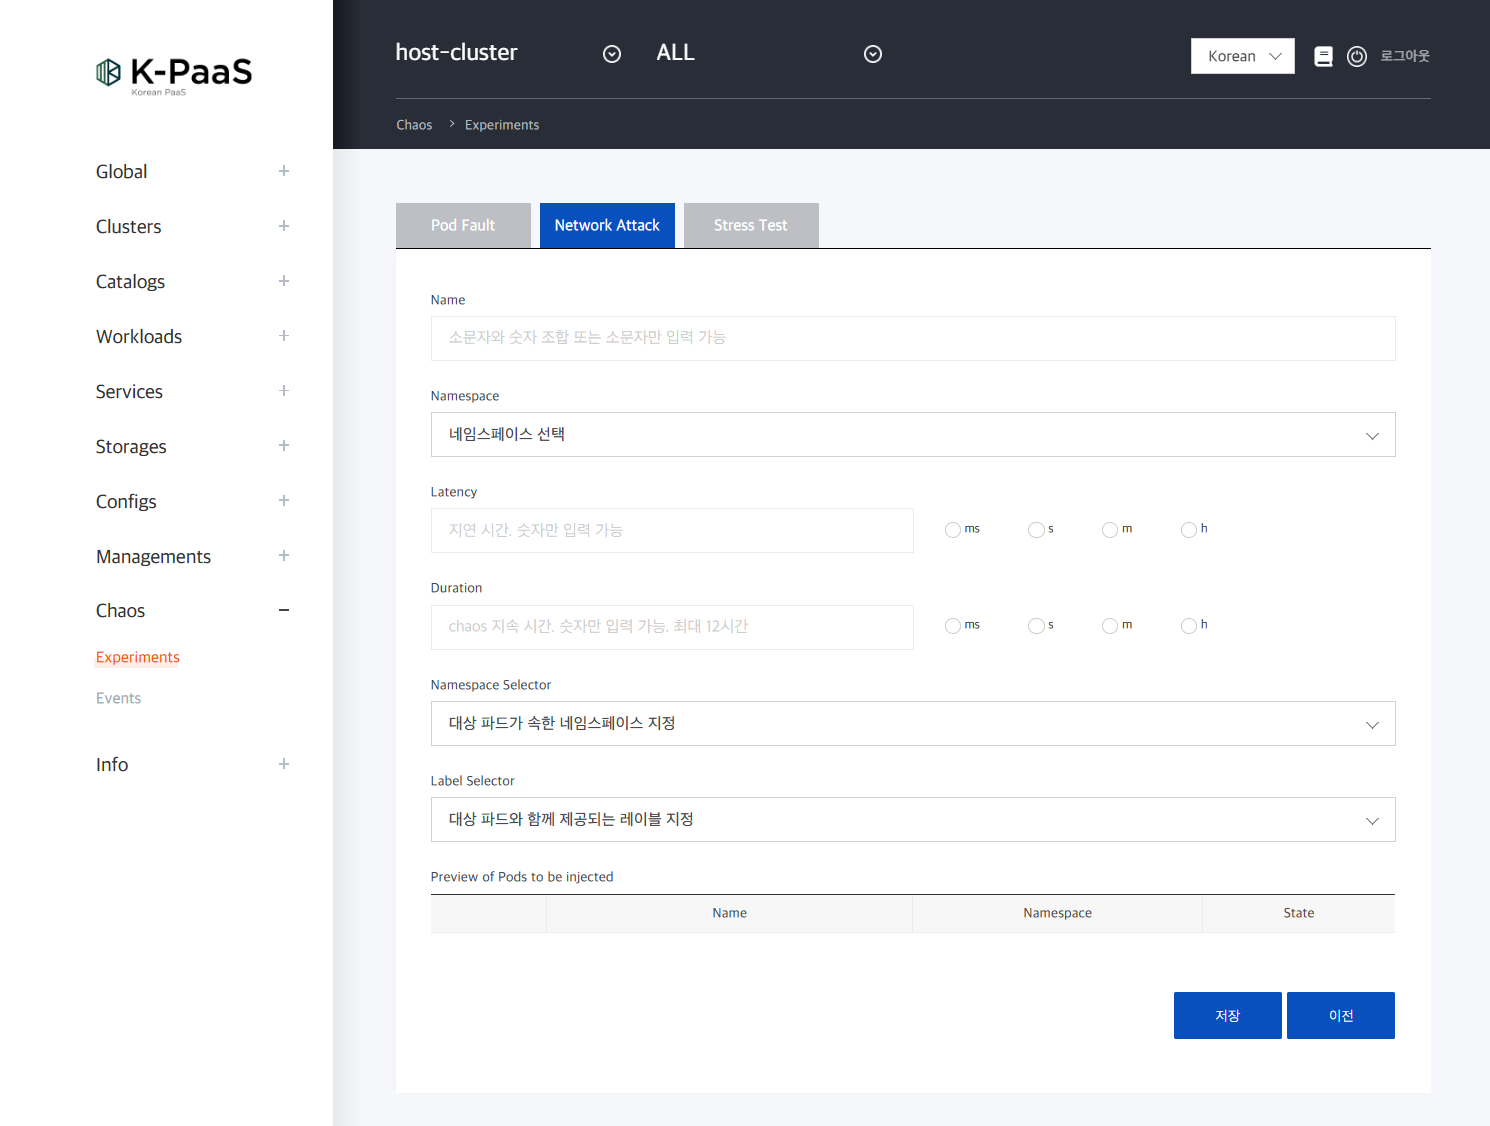 K-PaaS
Korean PaaS
host-cluster
ALL
Korean
로그아웃
Chaos > Experiments
Global
Clusters
Catalogs
Workloads
Services
Storages
Configs
Managements
Chaos
Experiments
Events
Info
Pod Fault
Network Attack
Stress Test
Name
소문자와 숫자 조합 또는 소문자만 입력 가능
Namespace
네임스페이스 선택
Latency
지연 시간. 숫자만 입력 가능
ms s m h
Duration
chaos 지속 시간. 숫자만 입력 가능. 최대 12시간
ms s m h
Namespace Selector
대상 파드가 속한 네임스페이스 지정
Label Selector
대상 파드와 함께 제공되는 레이블 지정
Preview of Pods to be injected
Name Namespace State
저장
이전